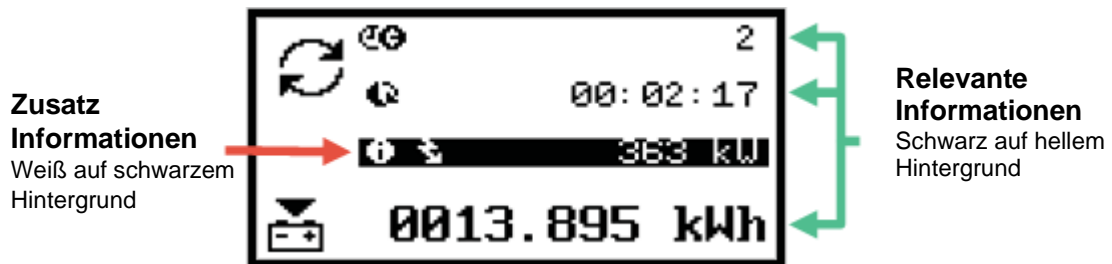 Zusatz
Informationen
Weiß auf schwarzem
Hintergrund
2
00:02:17
363 kW
0013.895 kWh
Relevante
Informationen
Schwarz auf hellem
Hintergrund